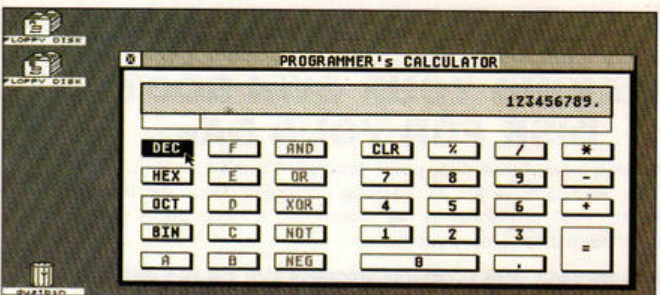 FLOPPY DISK
FLOPPY DISK
PROGRAMMER's CALCULATOR
123456789.
DEC F AND CLR % / *
HEX E OR 7 8 9 -
OCT D XOR 4 5 6 +
BIN C NOT 1 2 3 =
A B NEG 0 .